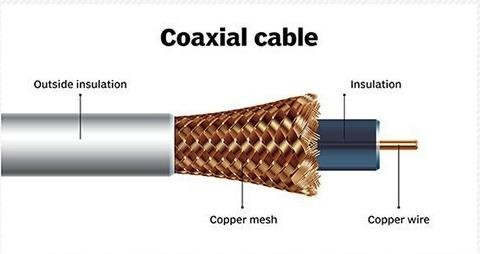 Coaxial cable
Outside insulation
Insulation
Copper mesh
Copper wire